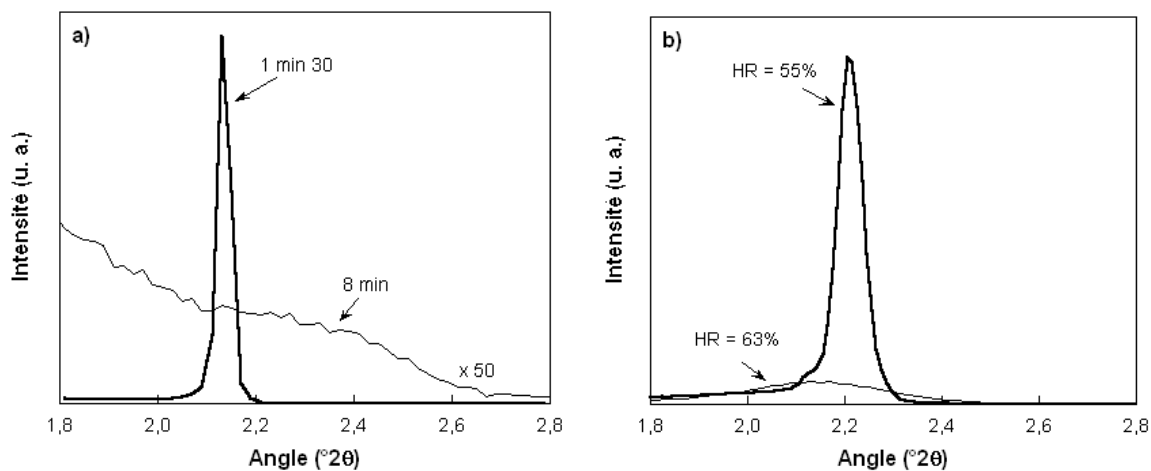 a)
1 min 30
8 min
x 50
Intensité (u. a.)
1,8 2,0 2,2 2,4 2,6 2,8
Angle (°2θ)
b)
HR = 55%
HR = 63%
Intensité (u. a.)
1,8 2,0 2,2 2,4 2,6 2,8
Angle (°2θ)